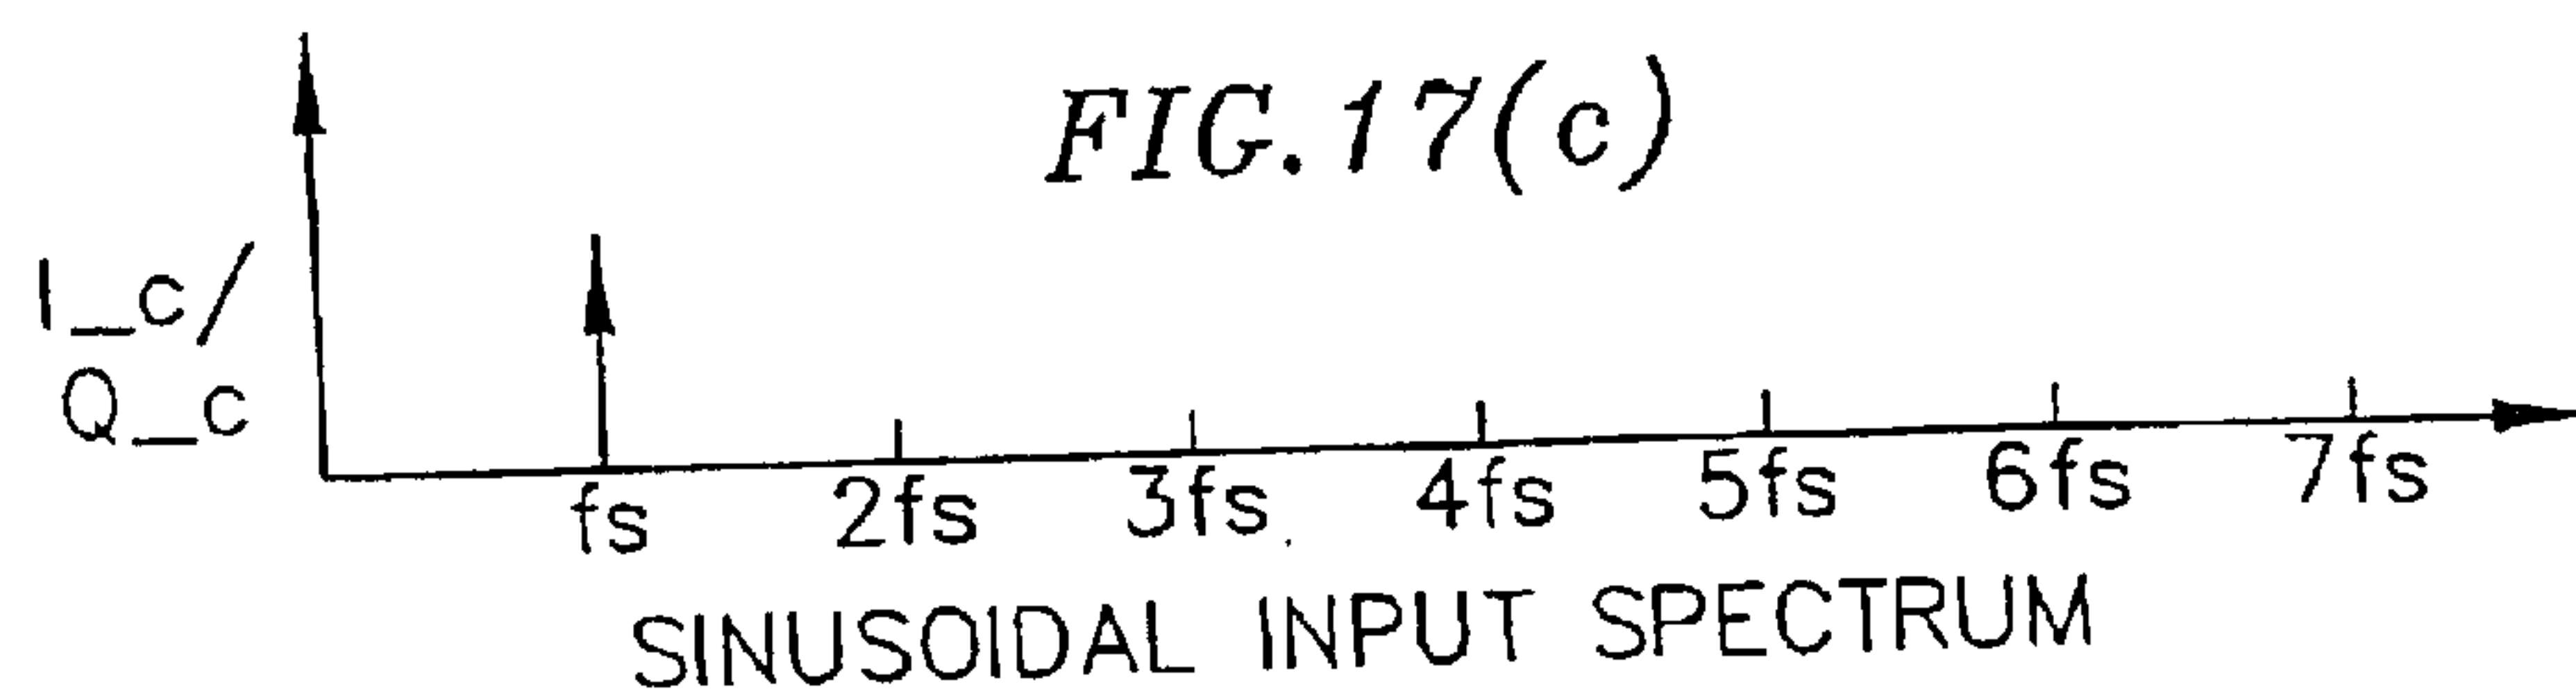 FIG.17(c)
I_c/
Q_c
fs 2fs 3fs 4fs 5fs 6fs 7fs
SINUSOIDAL INPUT SPECTRUM